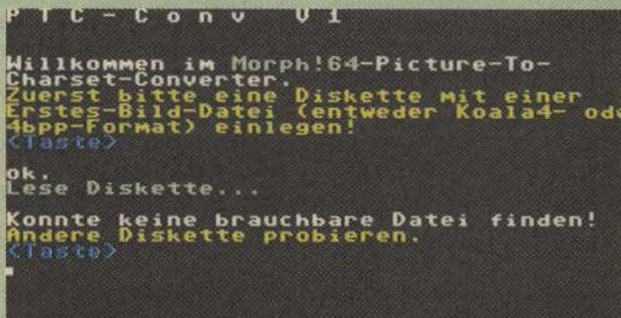 PTC-Conv V1
Willkommen im Morph!64-Picture-To-
Charset-Converter.
Zuerst bitte eine Diskette mit einer
Erstes-Bild-Datei (entweder Koala4- ode
4bpp-Format) einlegen!
<Taste>
ok.
Lese Diskette...
Konnte keine brauchbare Datei finden!
Andere Diskette probieren.
<Taste>